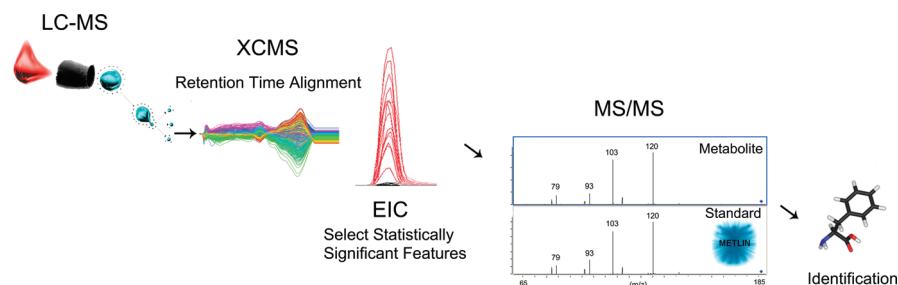 LC-MS
XCMS
Retention Time Alignment
EIC
Select Statistically
Significant Features
MS/MS
Metabolite
120
103
93
79
Standard
120
103
93
79
METLIN
65
(m/z)
185
Identification